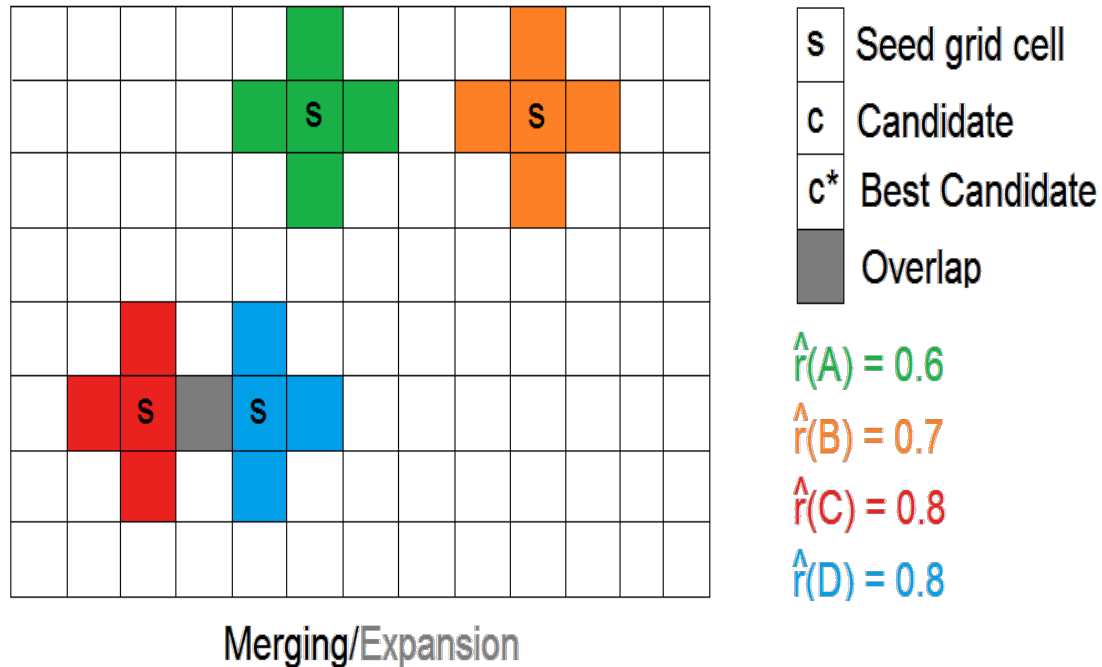 S
S
S
S
Merging/Expansion
S Seed grid cell
C Candidate
C* Best Candidate
Overlap
r̂(A) = 0.6
r̂(B) = 0.7
r̂(C) = 0.8
r̂(D) = 0.8